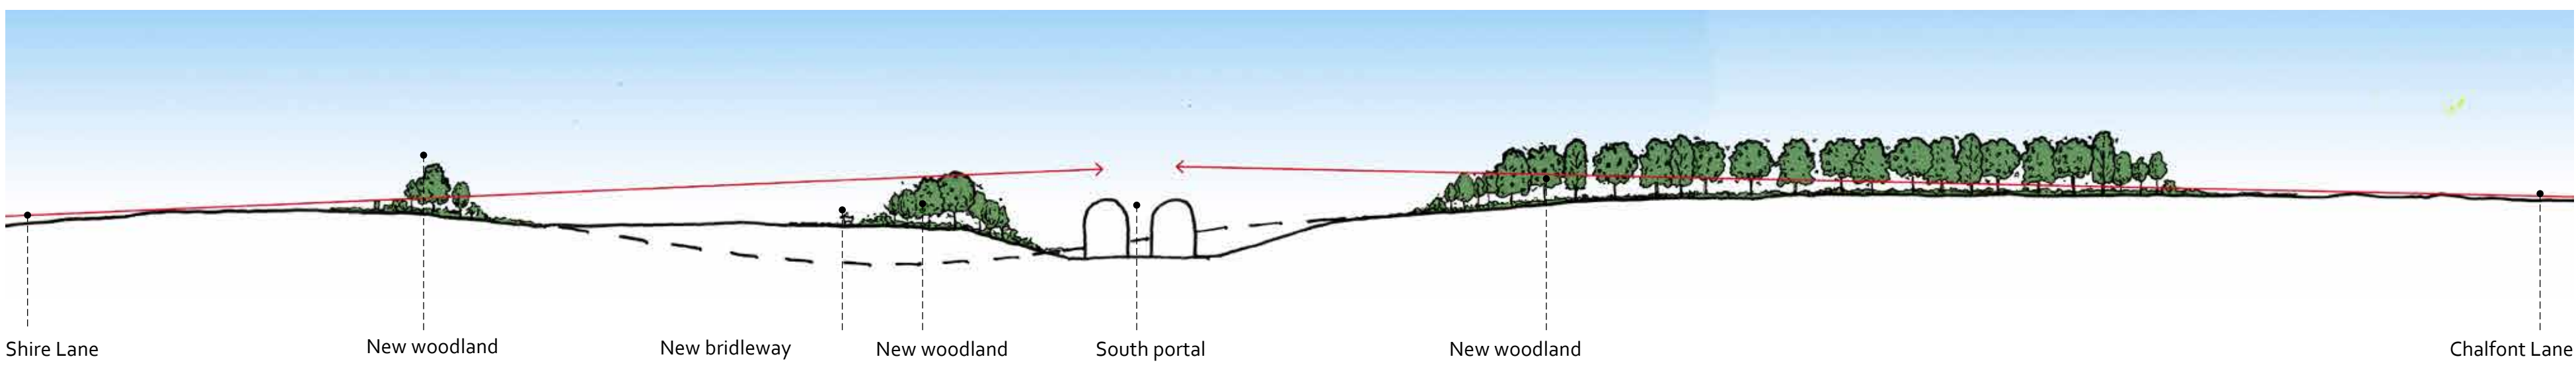 Shire Lane
New woodland
New bridleway
New woodland
South portal
New woodland
Chalfont Lane